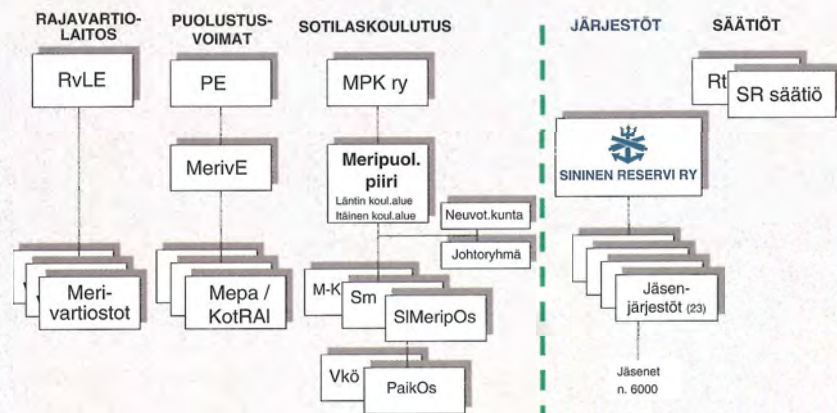 RAJAVARTIO-
LAITOS
PUOLUSTUS-
VOIMAT
SOTILASKOULUTUS
JÄRJESTÖT
SÄÄTIÖT
RvLE
PE
MPK ry
Rt
SR säätiö
MerivE
Meripuol.
piiri
Läntin koul.alue
Itäinen koul.alue
SININEN RESERVI RY
Neuvot.kunta
Johtoryhmä
Meri-
vartiostot
Mepa /
KotRAl
M-K
Sm
SlMeripOs
Jäsen-
järjestöt (23)
Vkö
PaikOs
Jäsenet
n. 6000